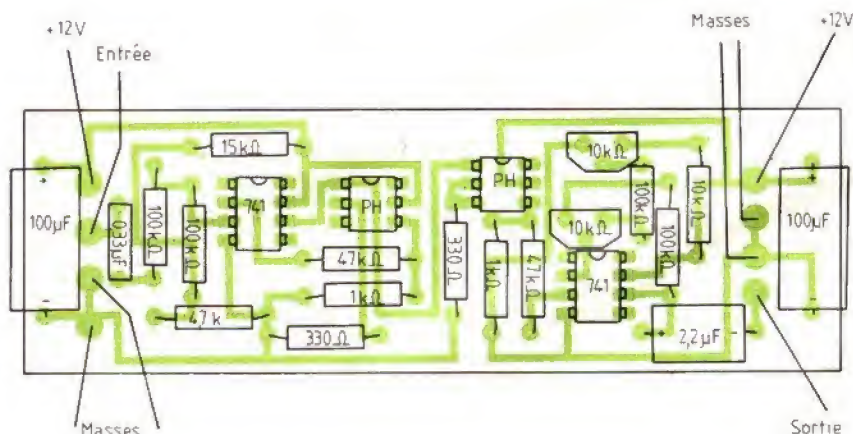 +12V
Entrée
Masses
+12V
15kΩ
10kΩ
PH
741
PH
100µF
0,33µF
100kΩ
100kΩ
100kΩ
10kΩ
100kΩ
100µF
10kΩ
330Ω
1kΩ
47kΩ
47kΩ
1kΩ
741
47k
330Ω
2,2µF
Masses
Sortie